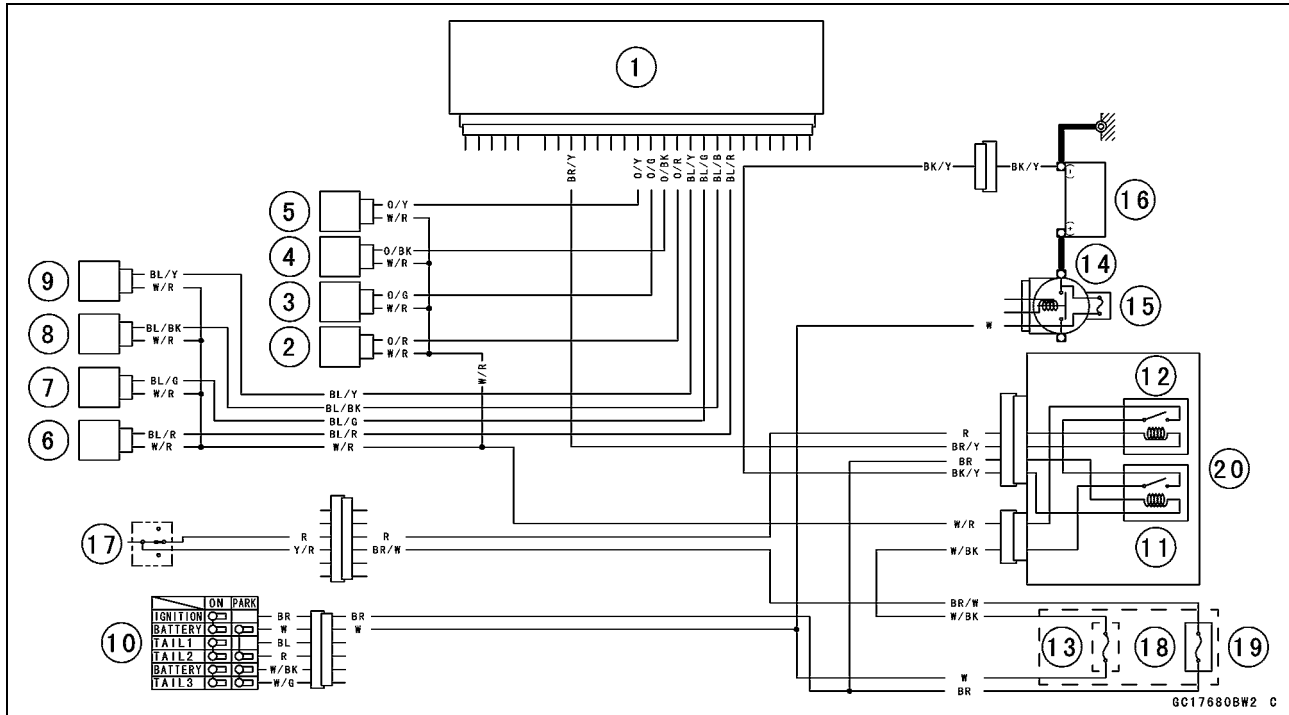 1
BR/Y
O/Y
O/G
O/BK
O/R
BL/Y
BL/G
BL/B
BL/R
BK/Y
BK/Y
(-)
16
(+)
14
15
W
5
O/Y
W/R
4
O/BK
W/R
3
O/G
W/R
2
O/R
W/R
W/R
9
BL/Y
W/R
8
BL/BK
W/R
7
BL/G
W/R
6
BL/R
W/R
BL/Y
BL/BK
BL/G
BL/R
W/R
12
R
BR/Y
BR
BK/Y
20
W/R
W/BK
11
17
R
Y/R
R
BR/W
10
ON PARK
IGNITION
BATTERY
TAIL1
TAIL2
BATTERY
TAIL3
BR
W
BL
R
W/BK
W/G
BR
W
BR/W
W/BK
13
18
19
W
BR
GC17680BW2 C